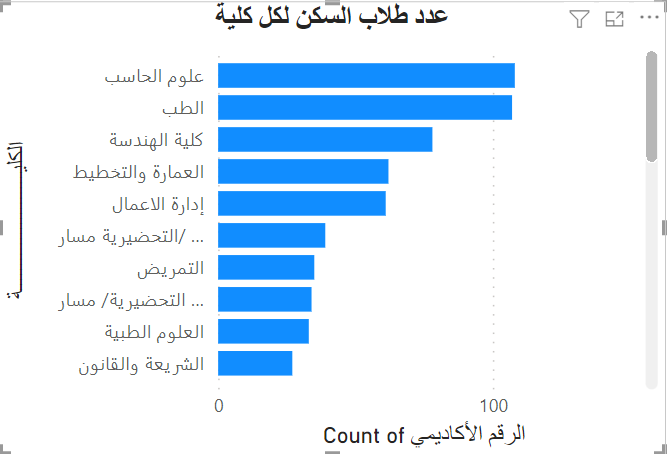 عدد طلاب السكن لكل كلية
الكليـــــــــــة
علوم الحاسب
الطب
كلية الهندسة
العمارة والتخطيط
إدارة الاعمال
التحضيرية مسار/ ...
التمريض
التحضيرية/ مسار ...
العلوم الطبية
الشريعة والقانون
0 100
Count of الرقم الأكاديمي